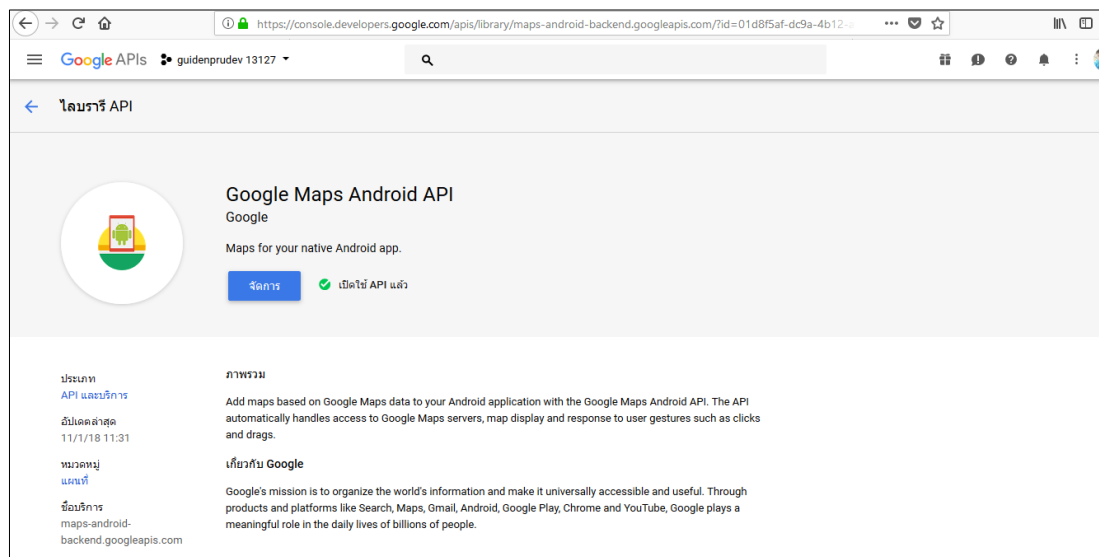 https://console.developers.google.com/apis/library/maps-android-backend.googleapis.com/?id=01d8f5af-dc9a-4b12-
Google APIs guidenprudev 13127
ไลบรารี API
Google Maps Android API
Google
Maps for your native Android app.
จัดการ เปิดใช้ API แล้ว
ประเภท
API และบริการ
อัปเดตล่าสุด
11/1/18 11:31
หมวดหมู่
แผนที่
ชื่อบริการ
maps-android-
backend.googleapis.com
ภาพรวม
Add maps based on Google Maps data to your Android application with the Google Maps Android API. The API
automatically handles access to Google Maps servers, map display and response to user gestures such as clicks
and drags.
เกี่ยวกับ Google
Google's mission is to organize the world's information and make it universally accessible and useful. Through
products and platforms like Search, Maps, Gmail, Android, Google Play, Chrome and YouTube, Google plays a
meaningful role in the daily lives of billions of people.